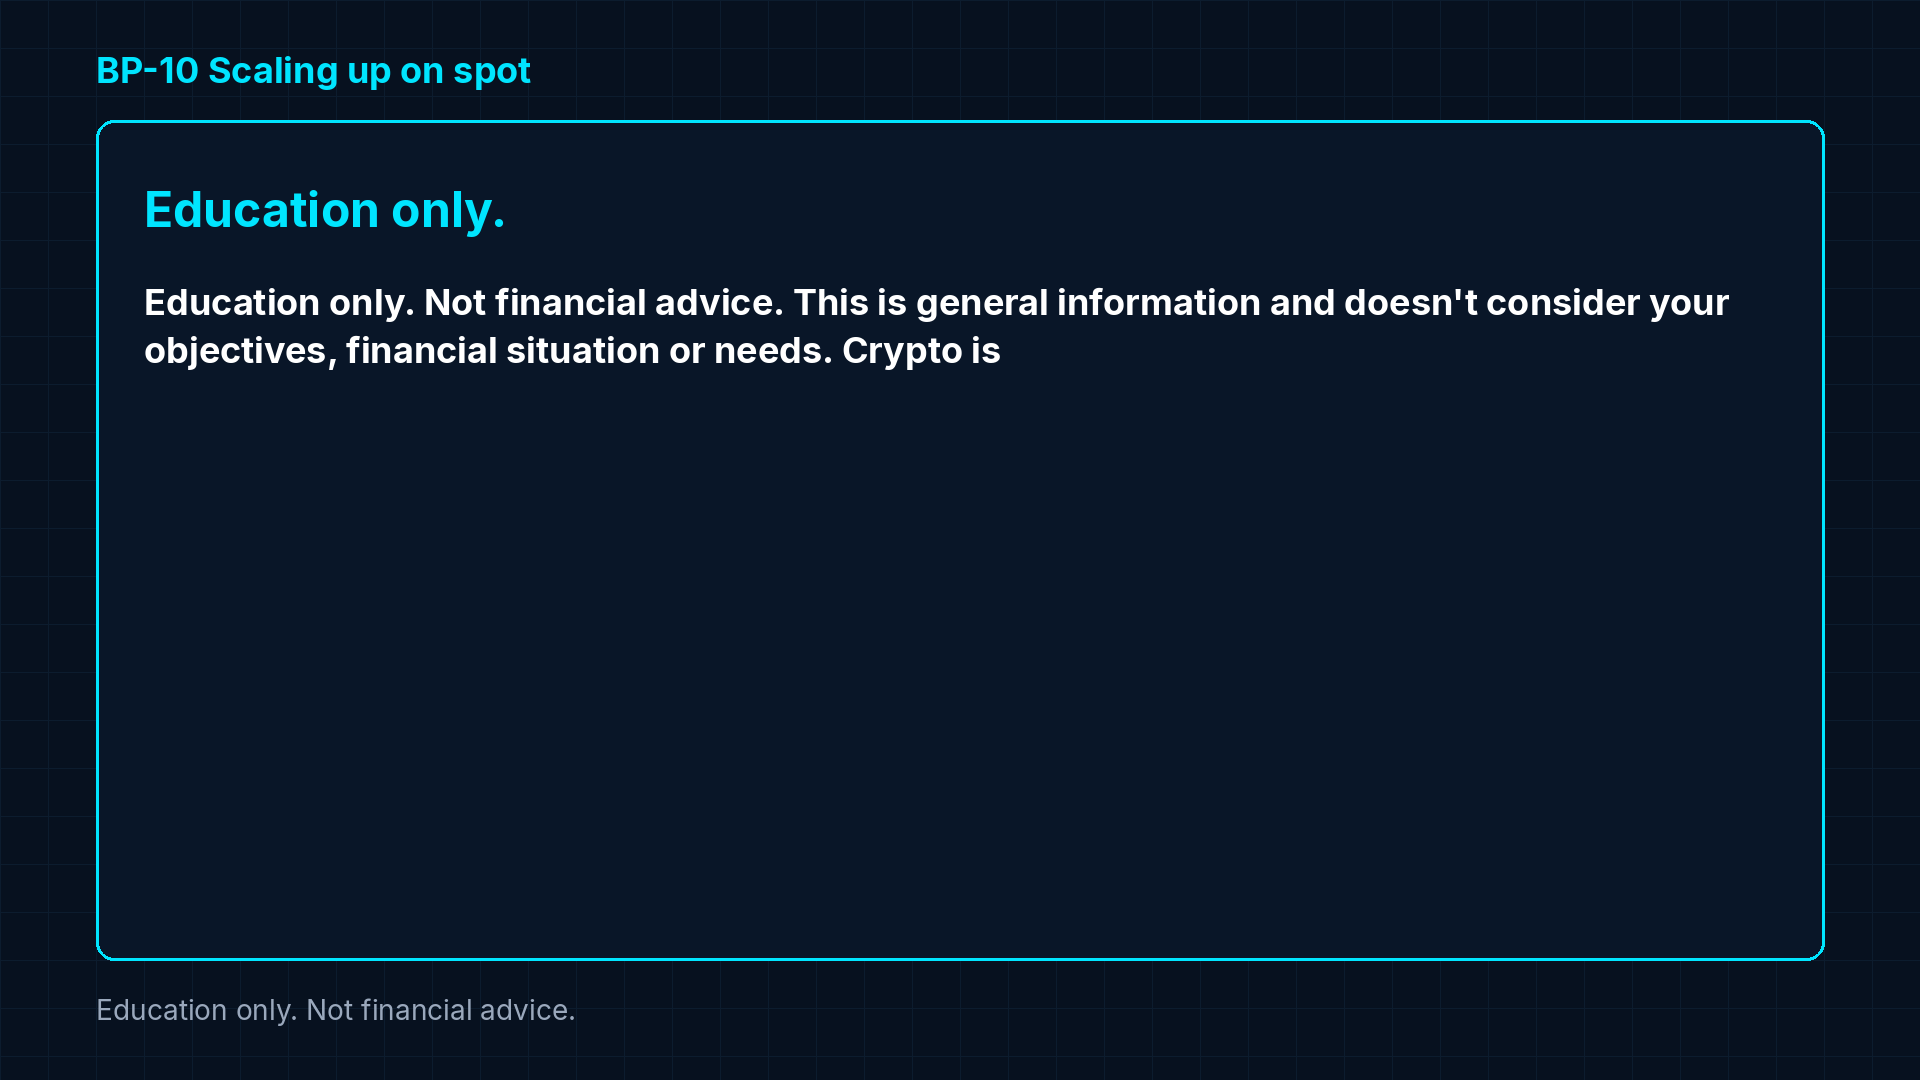 BP-10 Scaling up on spot
Education only.
Education only. Not financial advice. This is general information and doesn't consider your
objectives, financial situation or needs. Crypto is
Education only. Not financial advice.